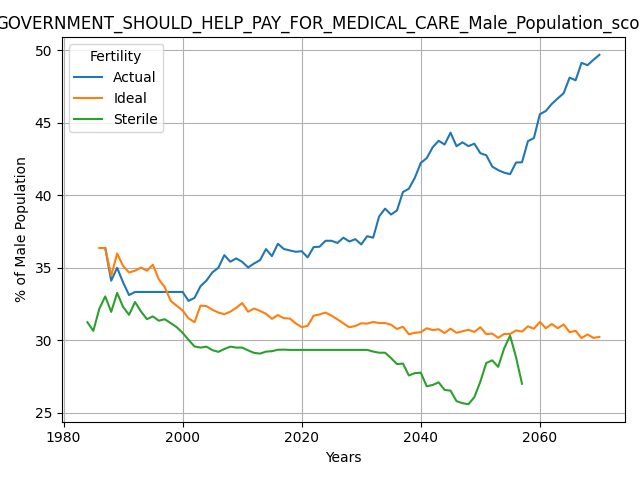 GOVERNMENT_SHOULD_HELP_PAY_FOR_MEDICAL_CARE_Male_Population_sco
Fertility
Actual
Ideal
Sterile
% of Male Population
50
45
40
35
30
25
1980
2000
2020
2040
2060
Years